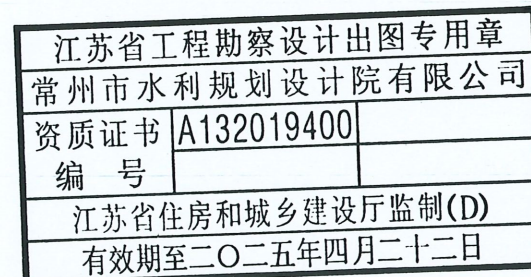 江苏省工程勘察设计出图专用章
常州市水利规划设计院有限公司
资质证书 A132019400
编 号
江苏省住房和城乡建设厅监制(D)
有效期至二〇二五年四月二十二日